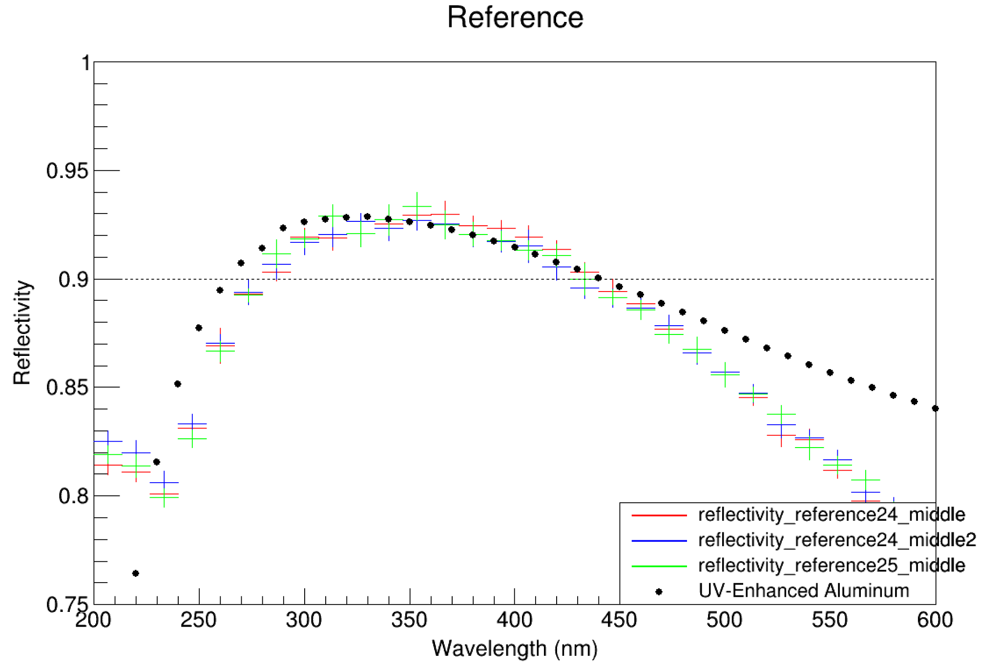 Reference
1
0.95
0.9
0.85
0.8
0.75
Reflectivity
200 250 300 350 400 450 500 550 600
Wavelength (nm)
reflectivity_reference24_middle
reflectivity_reference24_middle2
reflectivity_reference25_middle
UV-Enhanced Aluminum